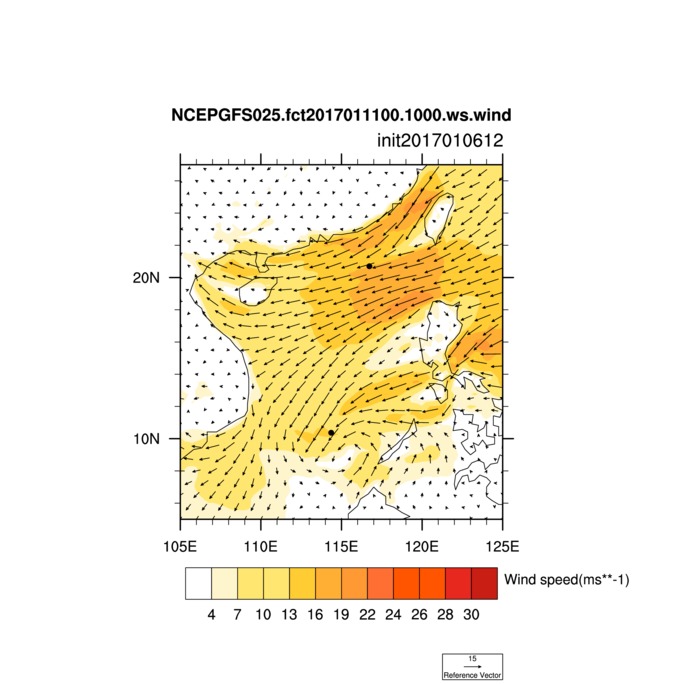 NCEPGFS025.fct2017011100.1000.ws.wind
init2017010612
20N
10N
105E 110E 115E 120E 125E
Wind speed(ms**-1)
4 7 10 13 16 19 22 24 26 28 30
15
Reference Vector